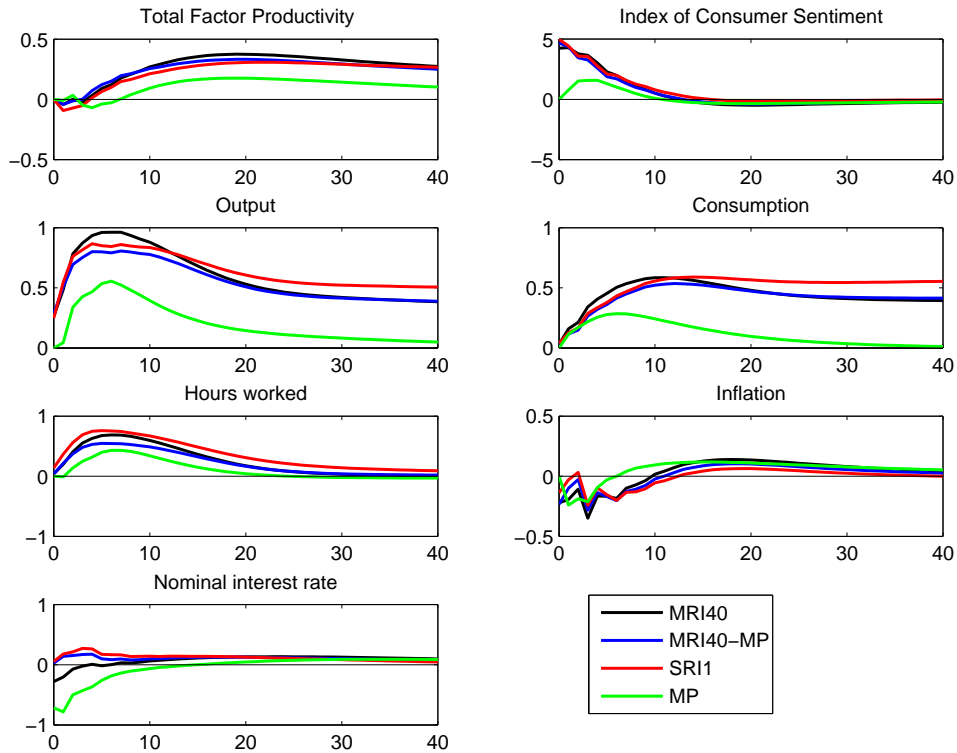 Total Factor Productivity
0.5
0
−0.5
0 10 20 30 40
Index of Consumer Sentiment
5
0
−5
0 10 20 30 40
Output
1
0.5
0
0 10 20 30 40
Consumption
1
0.5
0
0 10 20 30 40
Hours worked
1
0
−1
0 10 20 30 40
Inflation
0.5
0
−0.5
0 10 20 30 40
Nominal interest rate
1
0
−1
0 10 20 30 40
MRI40
MRI40−MP
SRI1
MP